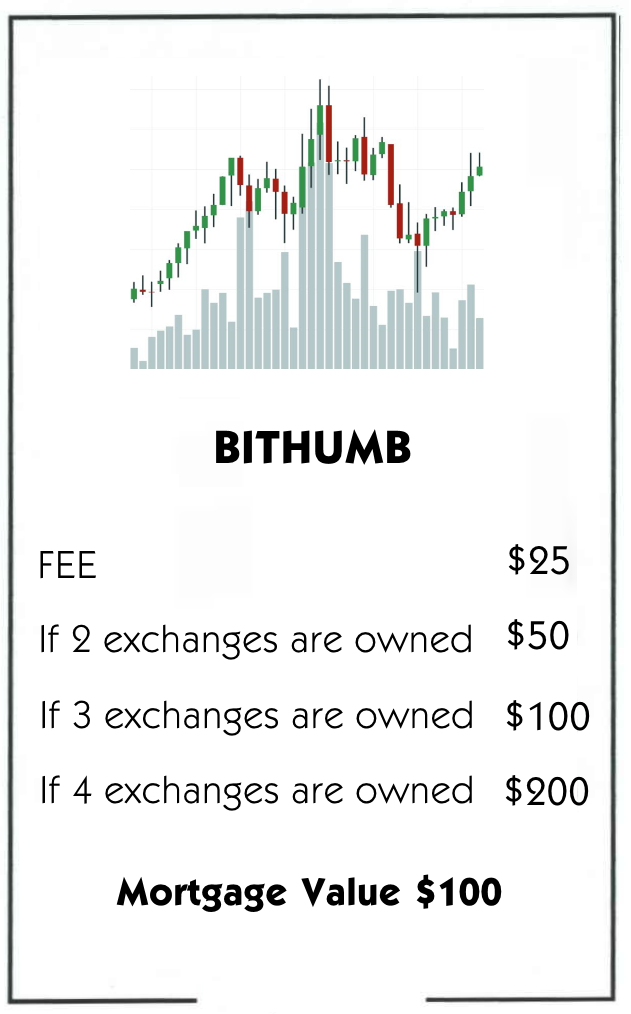 BITHUMB
FEE $25
If 2 exchanges are owned $50
If 3 exchanges are owned $100
If 4 exchanges are owned $200
Mortgage Value $100